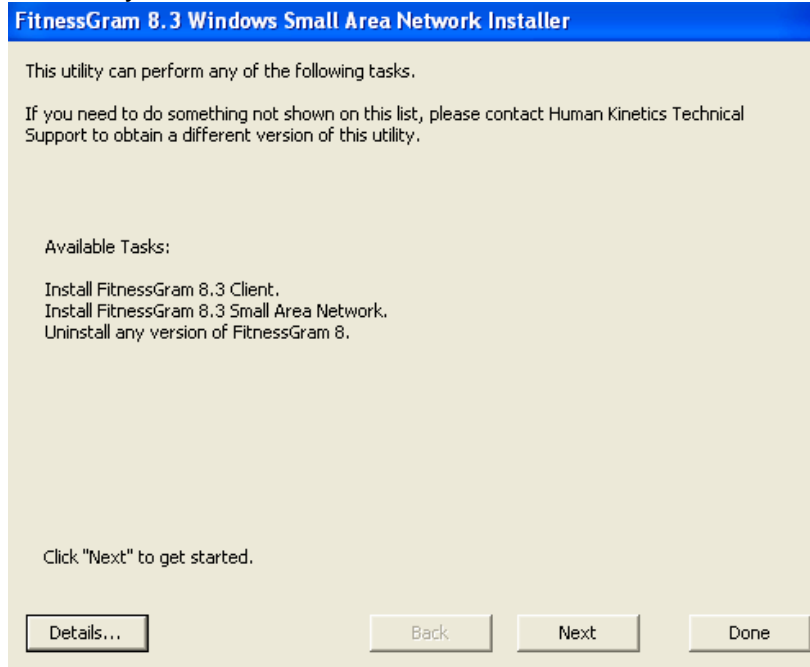 FitnessGram 8.3 Windows Small Area Network Installer
This utility can perform any of the following tasks.
If you need to do something not shown on this list, please contact Human Kinetics Technical
Support to obtain a different version of this utility.
Available Tasks:
Install FitnessGram 8.3 Client.
Install FitnessGram 8.3 Small Area Network.
Uninstall any version of FitnessGram 8.
Click "Next" to get started.
Details... Back Next Done